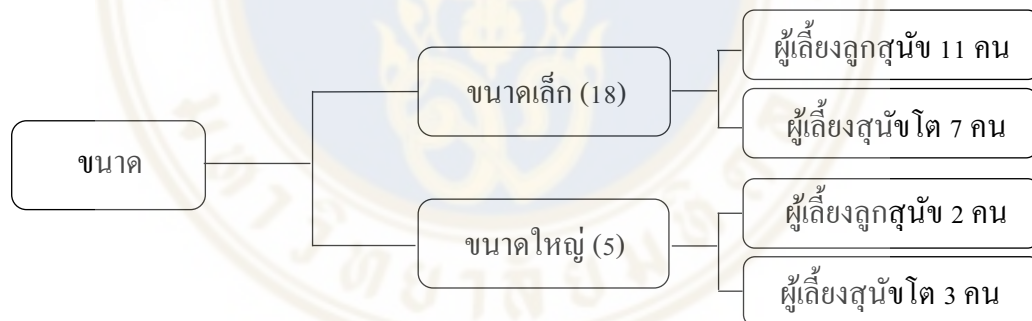 ขนาด
ขนาดเล็ก (18)
ผู้เลี้ยงลูกสุนัข 11 คน
ผู้เลี้ยงสุนัขโต 7 คน
ขนาดใหญ่ (5)
ผู้เลี้ยงลูกสุนัข 2 คน
ผู้เลี้ยงสุนัขโต 3 คน